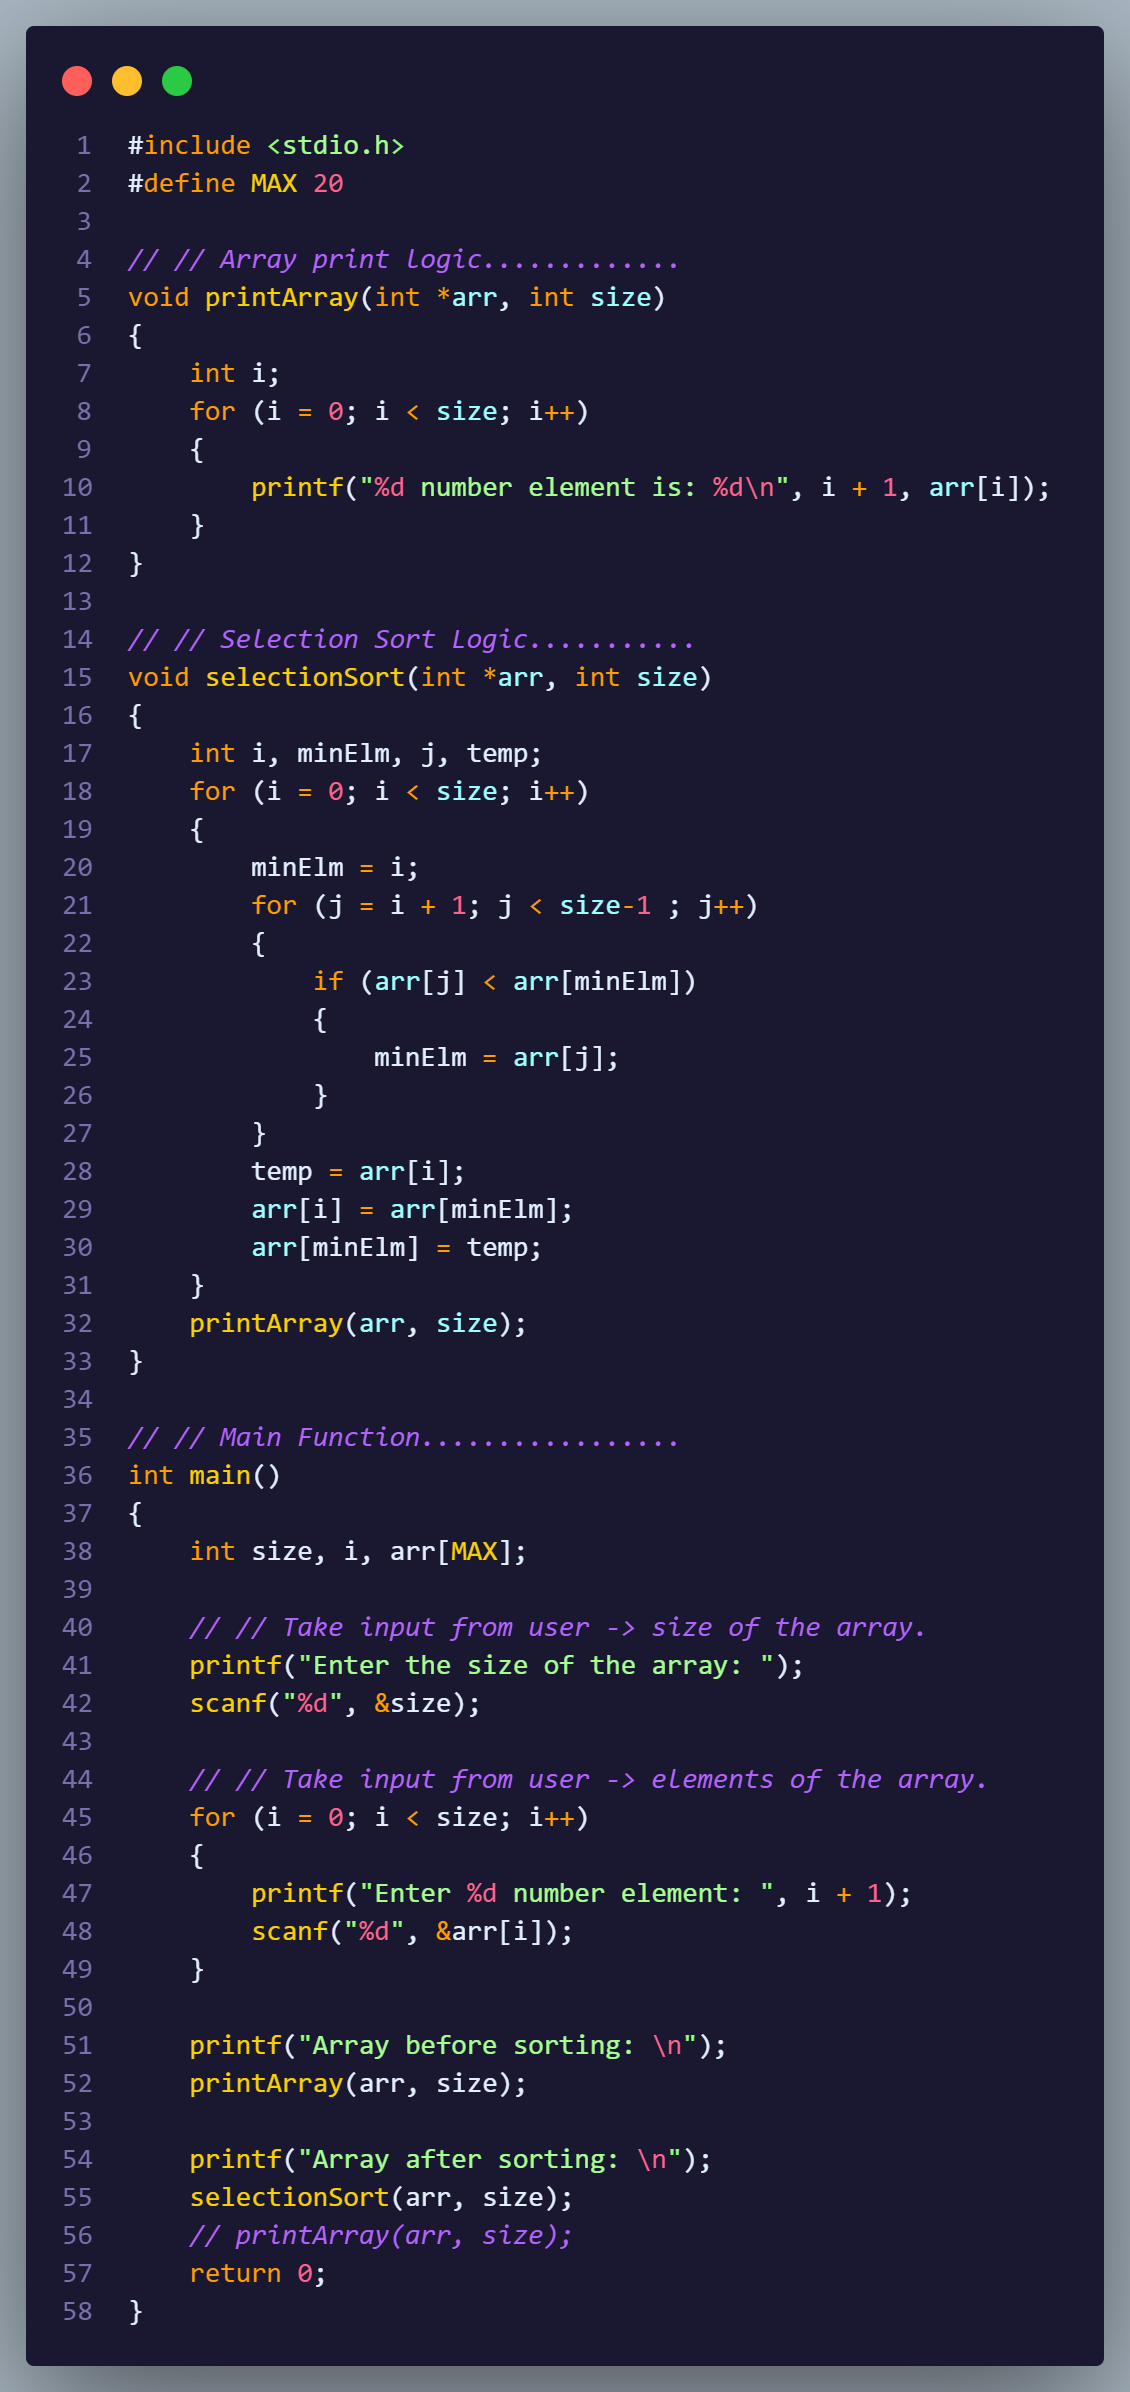 1 #include <stdio.h>
2 #define MAX 20
3
4 // // Array print logic.............
5 void printArray(int *arr, int size)
6 {
7     int i;
8     for (i = 0; i < size; i++)
9     {
10         printf("%d number element is: %d\n", i + 1, arr[i]);
11     }
12 }
13
14 // // Selection Sort Logic...........
15 void selectionSort(int *arr, int size)
16 {
17     int i, minElm, j, temp;
18     for (i = 0; i < size; i++)
19     {
20         minElm = i;
21         for (j = i + 1; j < size-1 ; j++)
22         {
23             if (arr[j] < arr[minElm])
24             {
25                 minElm = arr[j];
26             }
27         }
28         temp = arr[i];
29         arr[i] = arr[minElm];
30         arr[minElm] = temp;
31     }
32     printArray(arr, size);
33 }
34
35 // // Main Function.................
36 int main()
37 {
38     int size, i, arr[MAX];
39
40     // // Take input from user -> size of the array.
41     printf("Enter the size of the array: ");
42     scanf("%d", &size);
43
44     // // Take input from user -> elements of the array.
45     for (i = 0; i < size; i++)
46     {
47         printf("Enter %d number element: ", i + 1);
48         scanf("%d", &arr[i]);
49     }
50
51     printf("Array before sorting: \n");
52     printArray(arr, size);
53
54     printf("Array after sorting: \n");
55     selectionSort(arr, size);
56     // printArray(arr, size);
57     return 0;
58 }